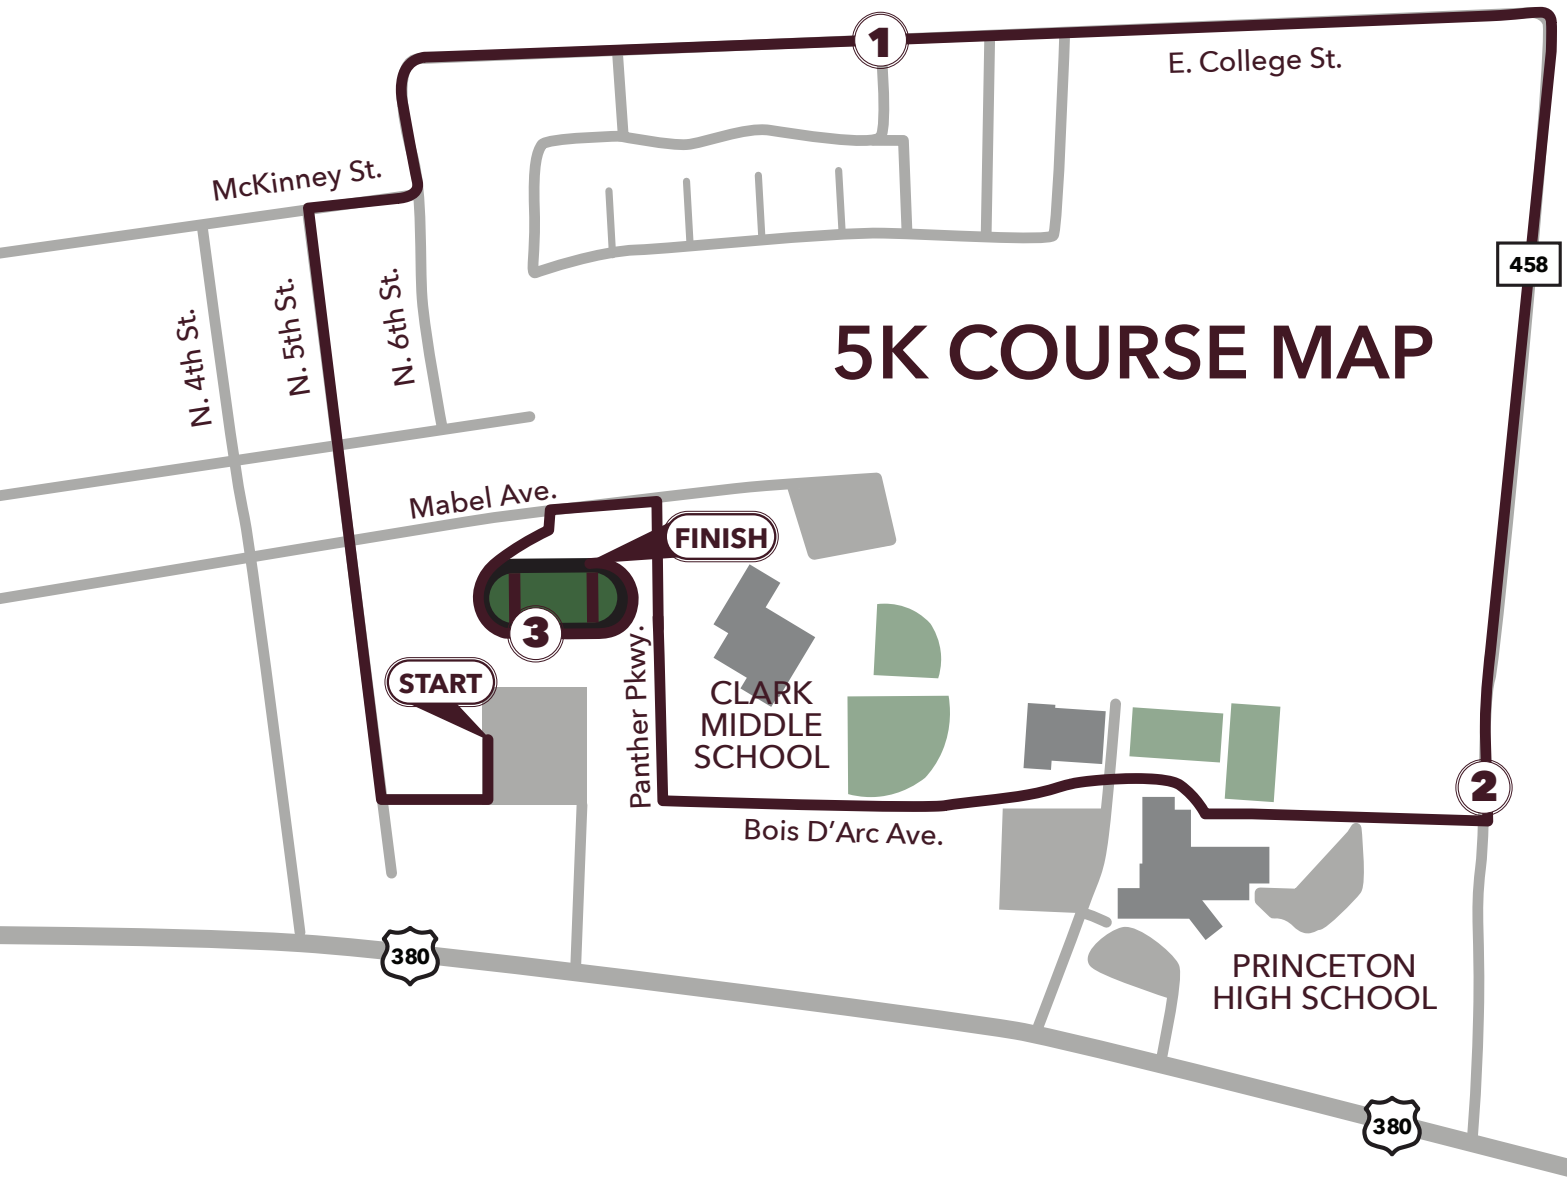 1
E. College St.
McKinney St.
458
N. 4th St.
N. 5th St.
N. 6th St.
5K COURSE MAP
Mabel Ave.
FINISH
3
START
Panther Pkwy.
CLARK
MIDDLE
SCHOOL
2
Bois D’Arc Ave.
380
PRINCETON
HIGH SCHOOL
380